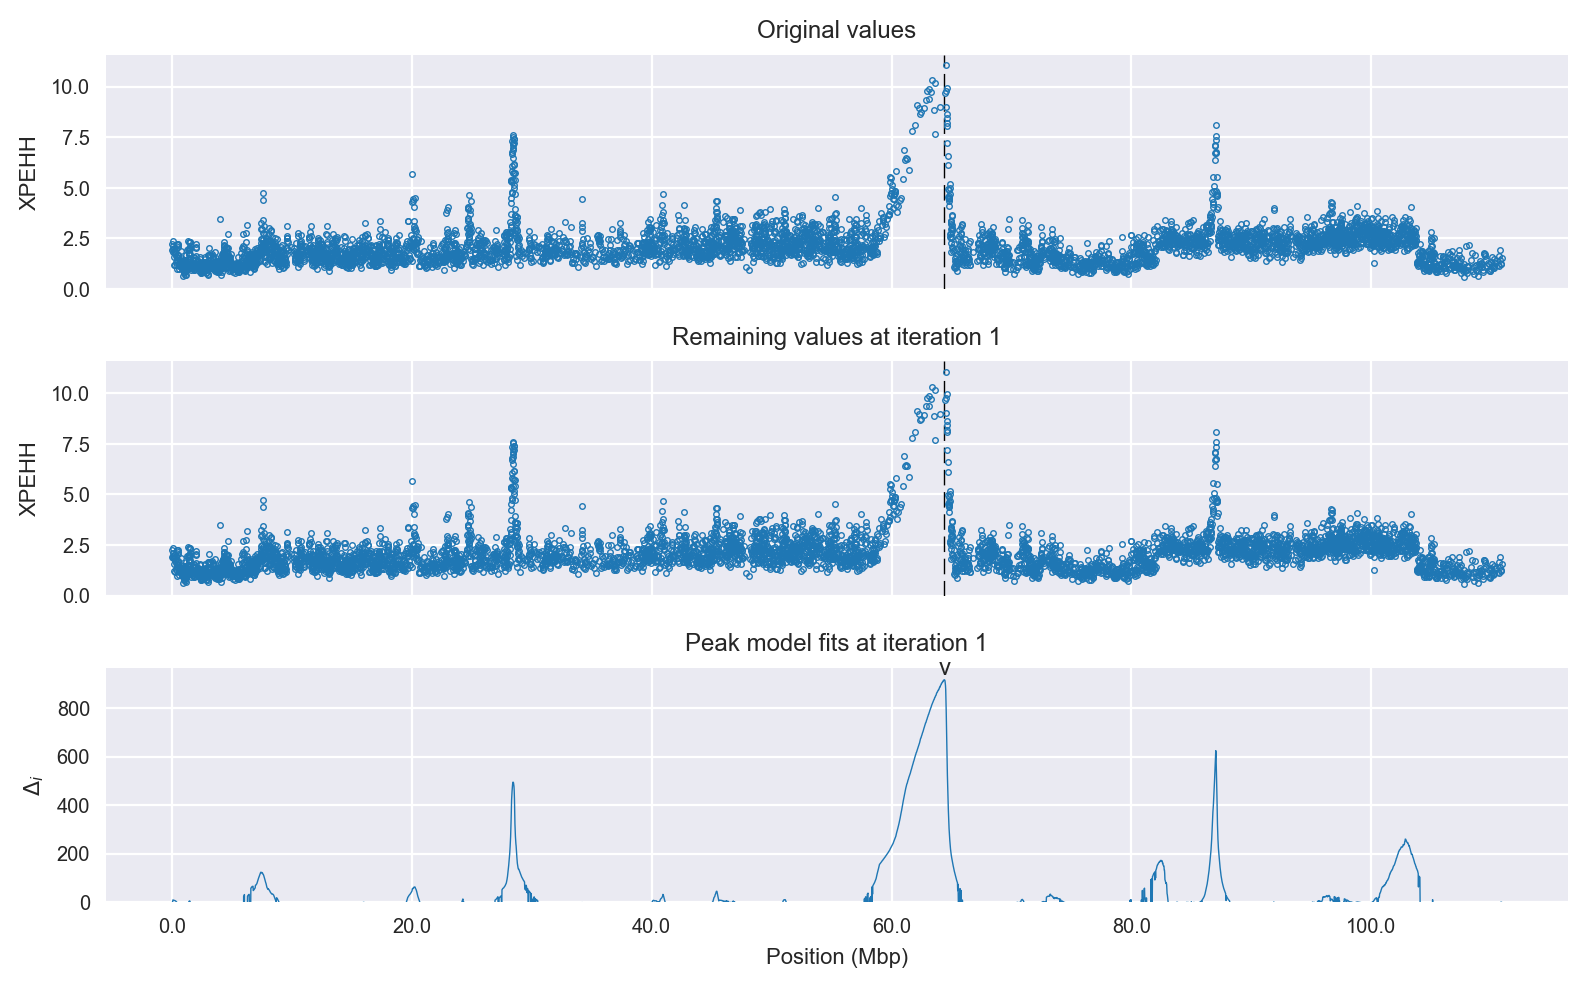 Original values
XPEHH
10.0
7.5
5.0
2.5
0.0
Remaining values at iteration 1
XPEHH
10.0
7.5
5.0
2.5
0.0
Peak model fits at iteration 1
v
Δi
800
600
400
200
0
0.0 20.0 40.0 60.0 80.0 100.0
Position (Mbp)